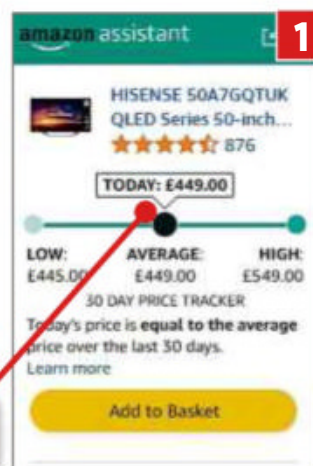 amazon assistant
1
HISENSE 50A7GQTUK
QLED Series 50-inch...
876
TODAY: £449.00
LOW: AVERAGE: HIGH:
£445.00 £449.00 £549.00
30 DAY PRICE TRACKER
Today's price is equal to the average
price over the last 30 days.
Learn more
Add to Basket